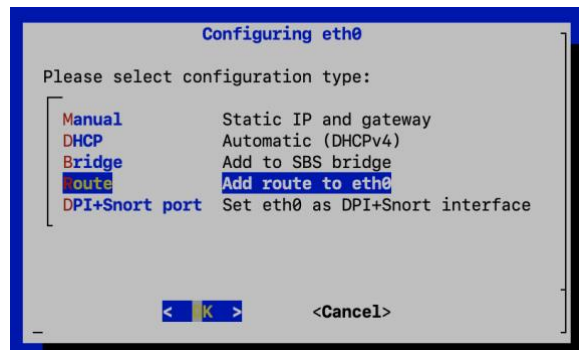 Configuring eth0
Please select configuration type:
Manual Static IP and gateway
DHCP Automatic (DHCPv4)
Bridge Add to SBS bridge
Route Add route to eth0
DPI+Snort port Set eth0 as DPI+Snort interface
< OK > <Cancel>